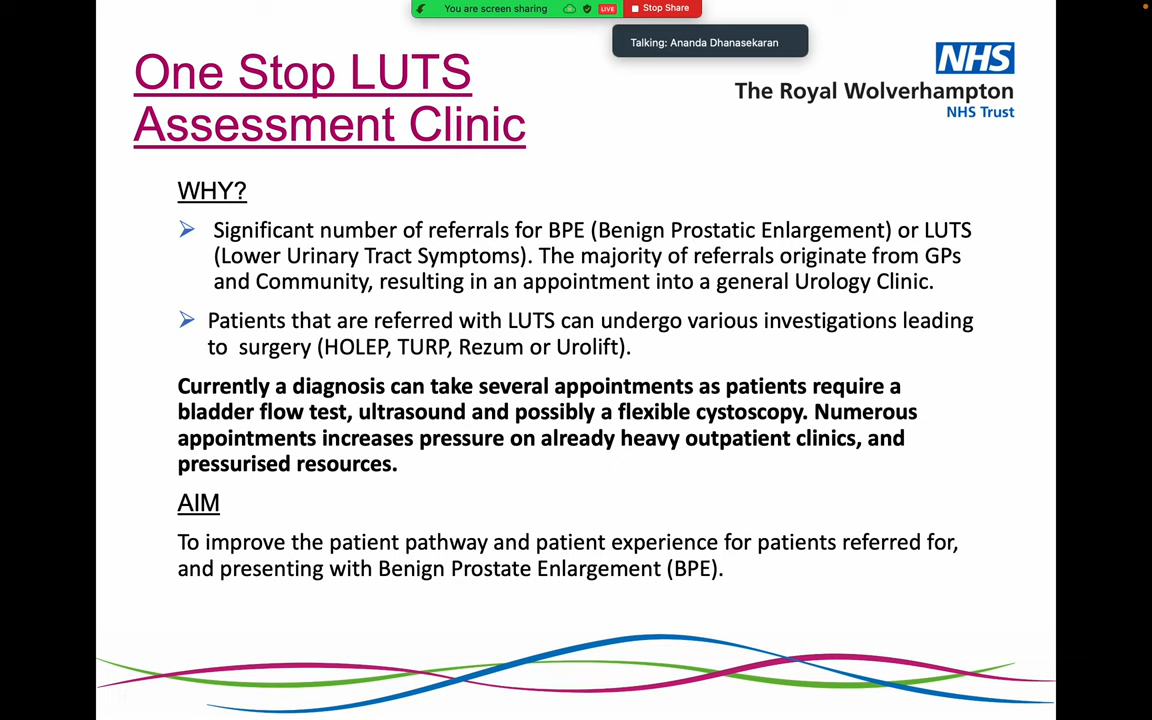 You are screen sharing
LIVE
Stop Share
Talking: Ananda Dhanasekaran
One Stop LUTS
Assessment Clinic
NHS
The Royal Wolverhampton
NHS Trust
WHY?
Significant number of referrals for BPE (Benign Prostatic Enlargement) or LUTS
(Lower Urinary Tract Symptoms). The majority of referrals originate from GPs
and Community, resulting in an appointment into a general Urology Clinic.
Patients that are referred with LUTS can undergo various investigations leading
to surgery (HOLEP, TURP, Rezum or Urolift).
Currently a diagnosis can take several appointments as patients require a
bladder flow test, ultrasound and possibly a flexible cystoscopy. Numerous
appointments increases pressure on already heavy outpatient clinics, and
pressurised resources.
AIM
To improve the patient pathway and patient experience for patients referred for,
and presenting with Benign Prostate Enlargement (BPE).